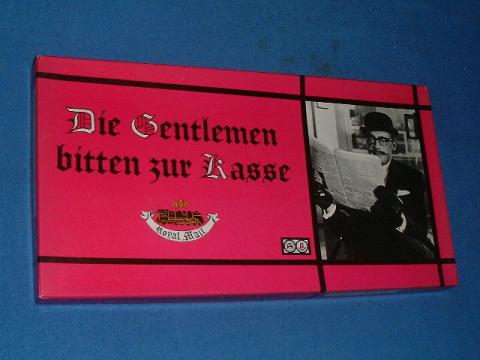 Die Gentlemen
bitten zur Kasse
Royal Mail